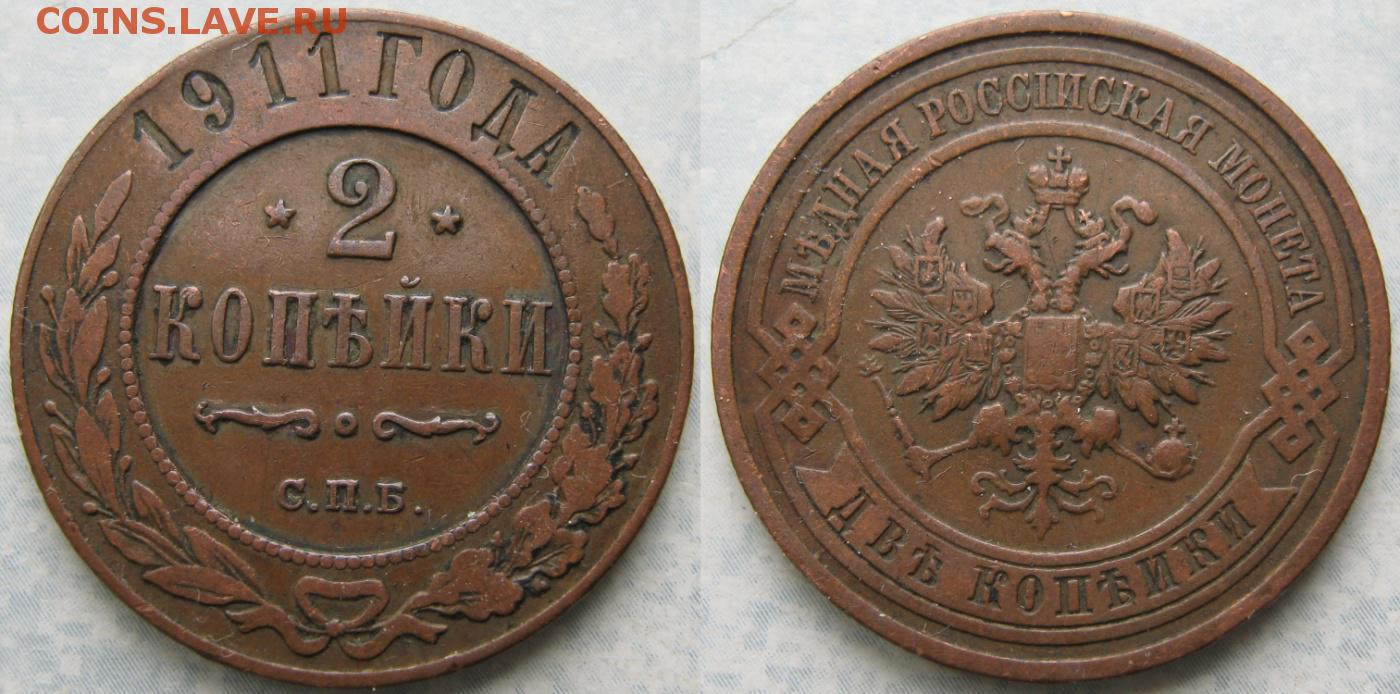 COINS.LAVE.RU
1911 ГОДА
2
КОПѢЙКИ
С.П.Б.
МѢДНАЯ РОССІЙСКАЯ МОНЕТА
ДВѢ КОПѢЙКИ